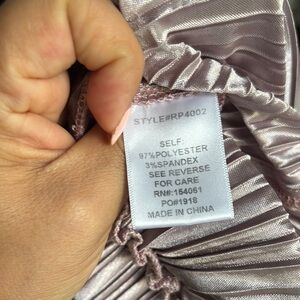 STYLE#RP4002
SELF
97%POLYESTER
3%SPANDEX
SEE REVERSE
FOR CARE
RN#:154061
PO#1918
MADE IN CHINA